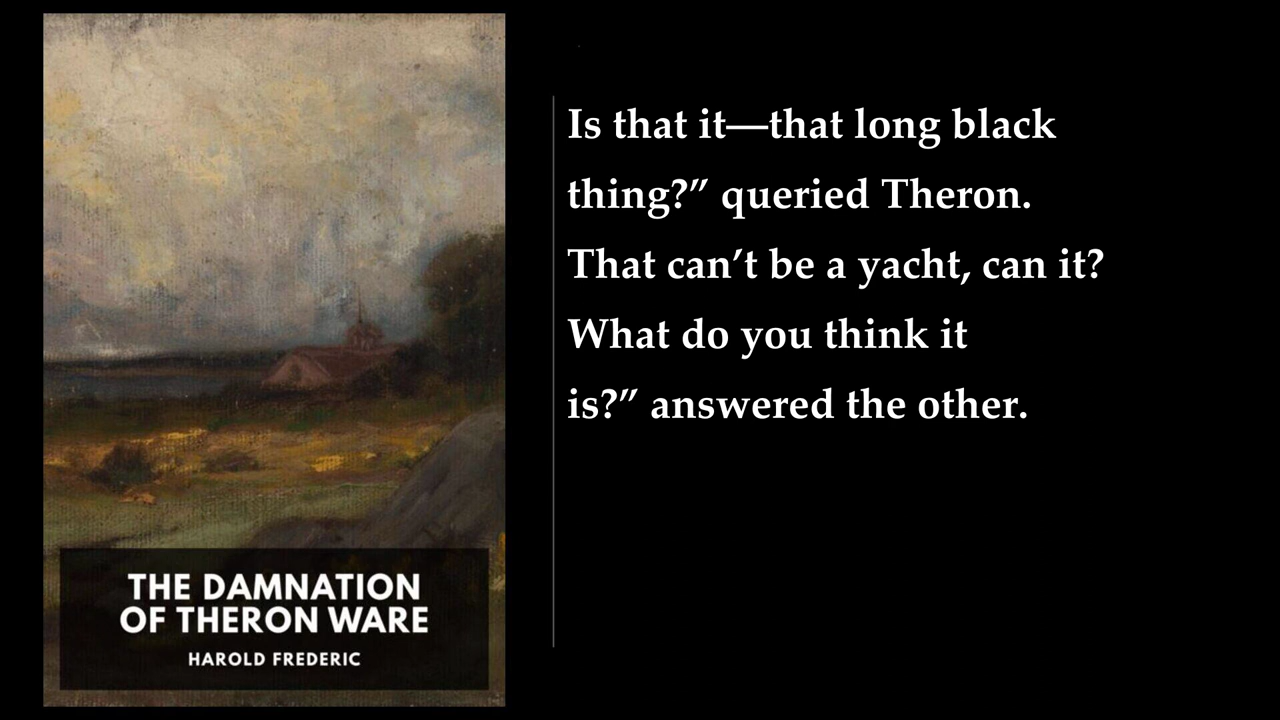 THE DAMNATION
OF THERON WARE
HAROLD FREDERIC
Is that it—that long black
thing?” queried Theron.
That can’t be a yacht, can it?
What do you think it
is?” answered the other.